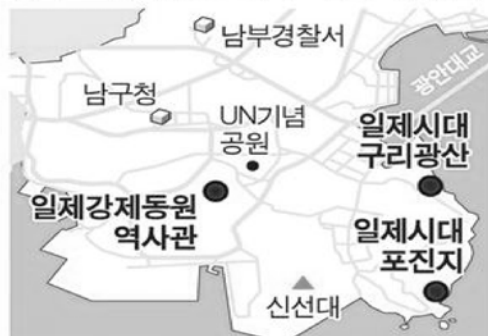 남부경찰서
광안대교
남구청
UN기념
공원
일제시대
구리광산
일제강제동원
역사관
일제시대
포진지
신선대